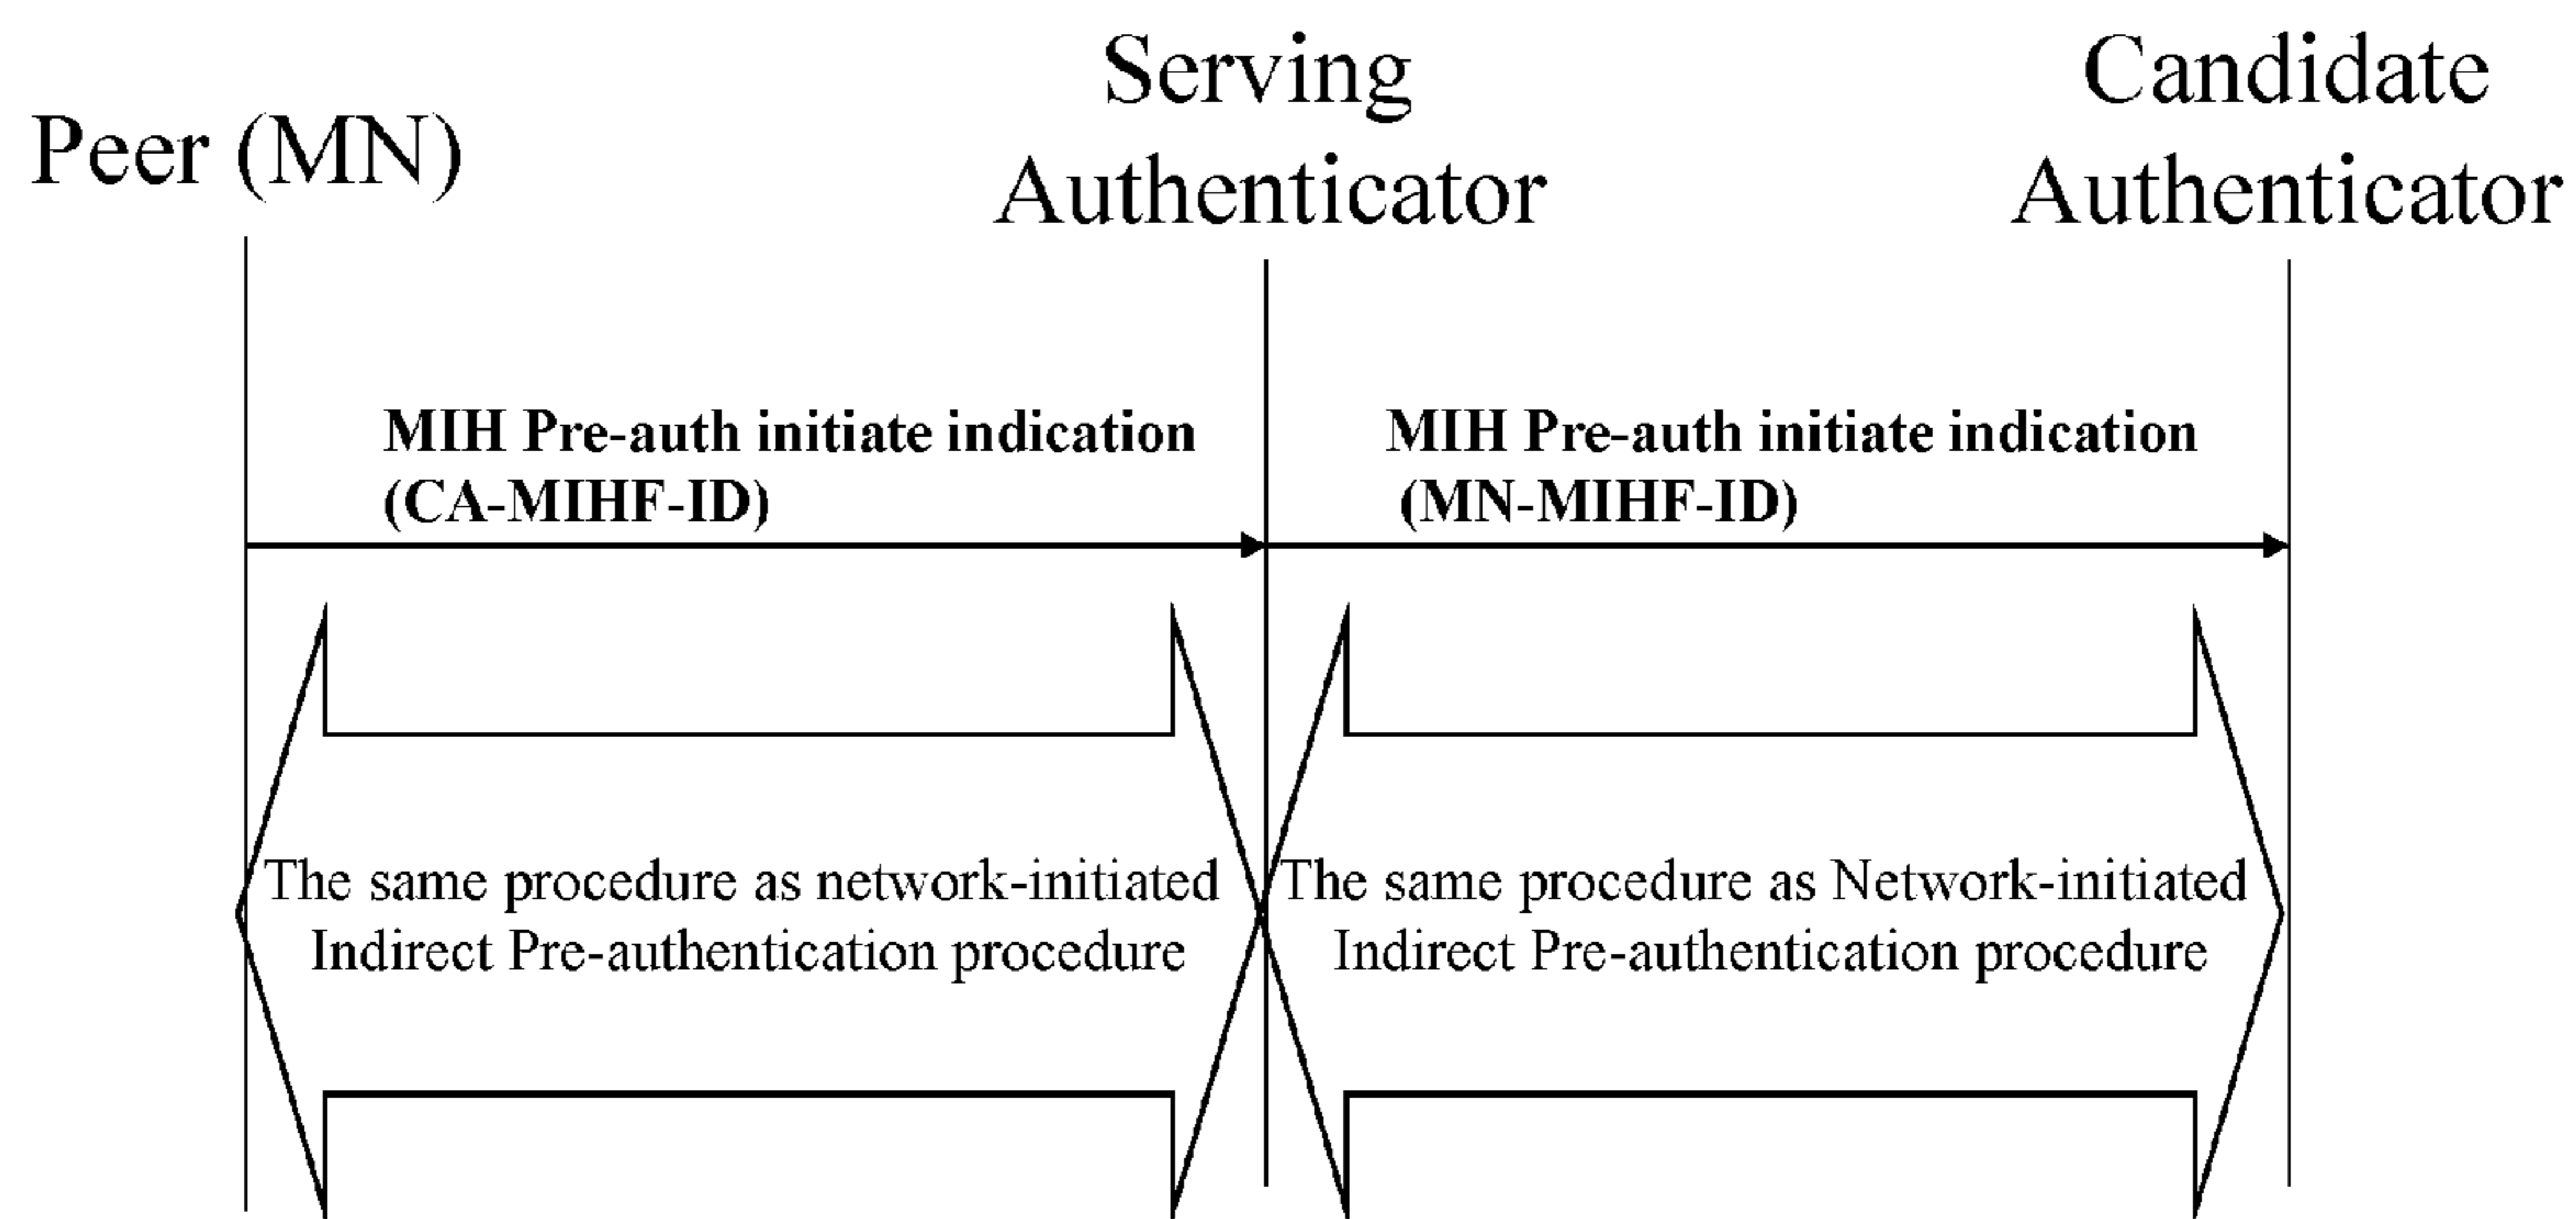 Peer (MN)
Serving
Authenticator
Candidate
Authenticator
MIH Pre-auth initiate indication
(CA-MIHF-ID)
MIH Pre-auth initiate indication
(MN-MIHF-ID)
The same procedure as network-initiated
Indirect Pre-authentication procedure
The same procedure as Network-initiated
Indirect Pre-authentication procedure